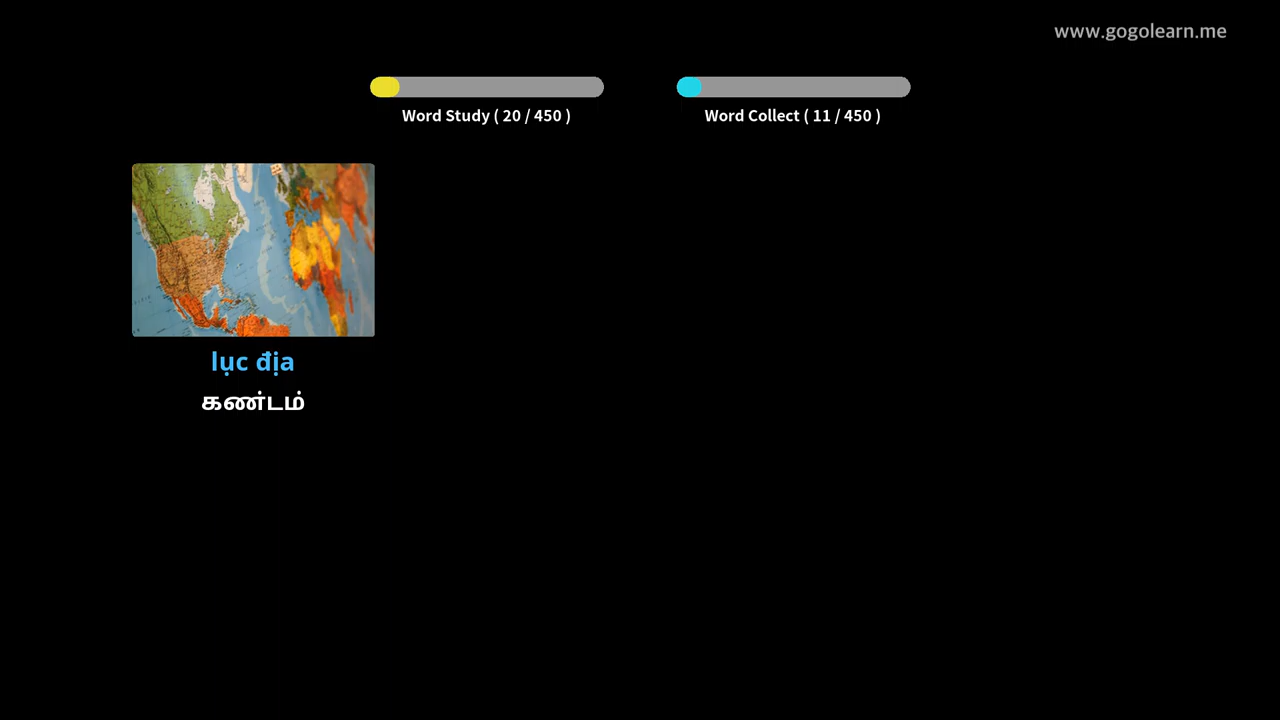 www.gogolearn.me
Word Study ( 20 / 450 )
Word Collect ( 11 / 450 )
lục địa
கண்டம்